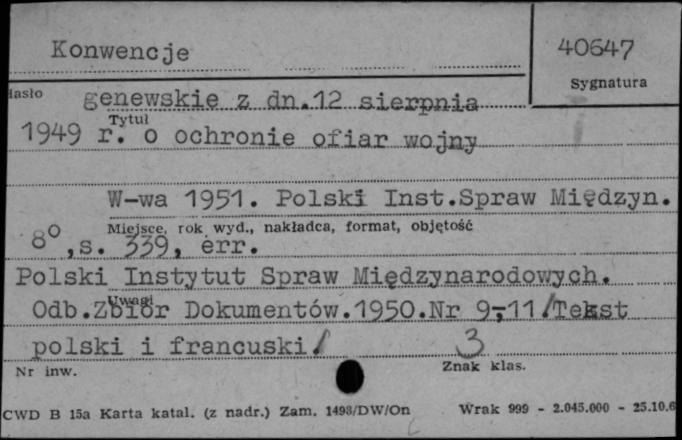 Konwencje
40647
Sygnatura
Hasło
genewskie z dn.12 sierpnia
Tytuł
1949 r. o ochronie ofiar wojny
W-wa 1951. Polski Inst.Spraw Międzyn.
Miejsce, rok wyd., nakładca, format, objętość
8°,s. 339, err.
Polski Instytut Spraw Międzynarodowych.
Uwagi
Odb.Zbiór Dokumentów.1950.Nr 9-11/Tekst
polski i francuski/
3
Nr inw.
Znak klas.
CWD B 15a Karta katal. (z nadr.) Zam. 1493/DW/On
Wrak 999 - 2.045.000 - 25.10.6